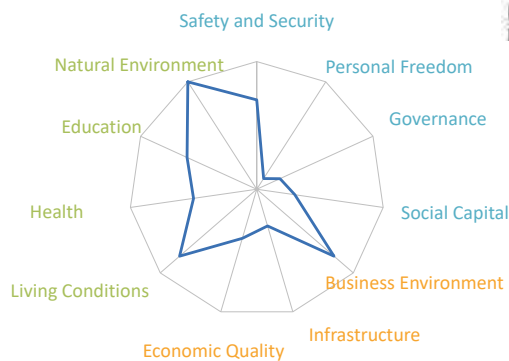 Safety and Security
Natural Environment
Personal Freedom
Education
Governance
Health
Social Capital
Living Conditions
Business Environment
Infrastructure
Economic Quality